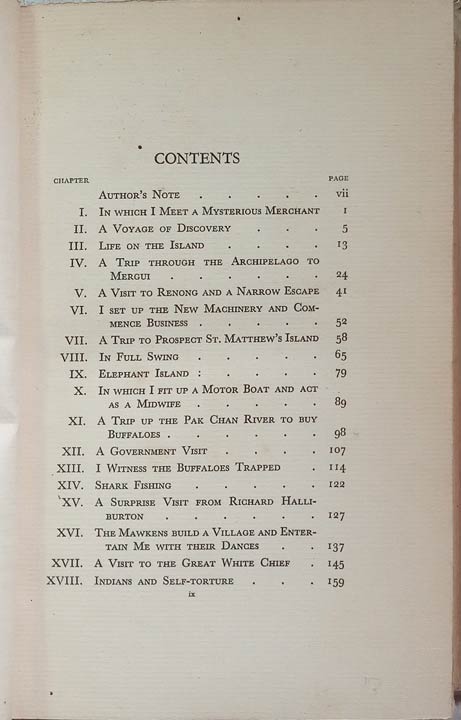 CONTENTS
CHAPTER PAGE
AUTHOR'S NOTE . . . . . vii
I. IN WHICH I MEET A MYSTERIOUS MERCHANT 1
II. A VOYAGE OF DISCOVERY . . . 5
III. LIFE ON THE ISLAND . . . . 13
IV. A TRIP THROUGH THE ARCHIPELAGO TO
MERGUI . . . . . . 24
V. A VISIT TO RENONG AND A NARROW ESCAPE 41
VI. I SET UP THE NEW MACHINERY AND COM-
MENCE BUSINESS . . . . . 52
VII. A TRIP TO PROSPECT ST. MATTHEW'S ISLAND 58
VIII. IN FULL SWING . . . . . 65
IX. ELEPHANT ISLAND : . . . . 79
X. IN WHICH I FIT UP A MOTOR BOAT AND ACT
AS A MIDWIFE . . . . . 89
XI. A TRIP UP THE PAK CHAN RIVER TO BUY
BUFFALOES . . . . . . 98
XII. A GOVERNMENT VISIT . . . . 107
XIII. I WITNESS THE BUFFALOES TRAPPED . 114
XIV. SHARK FISHING . . . . . 122
XV. A SURPRISE VISIT FROM RICHARD HALLI-
BURTON . . . . . . 127
XVI. THE MAWKENS BUILD A VILLAGE AND ENTER-
TAIN ME WITH THEIR DANCES . . 137
XVII. A VISIT TO THE GREAT WHITE CHIEF . 145
XVIII. INDIANS AND SELF-TORTURE . . . 159
ix